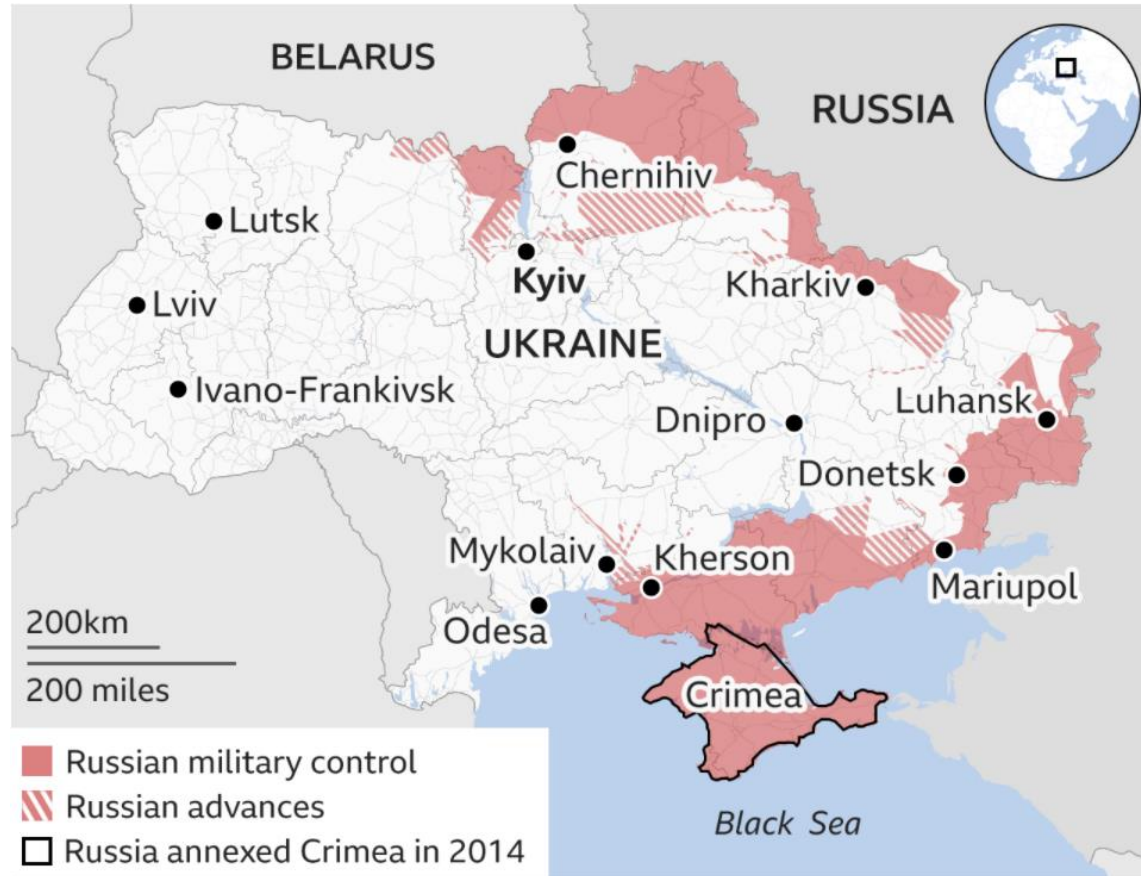 BELARUS
RUSSIA
Chernihiv
Lutsk
Kyiv
Kharkiv
Lviv
UKRAINE
Ivano-Frankivsk
Luhansk
Dnipro
Donetsk
Mykolaiv
Kherson
Mariupol
Odesa
200km
200 miles
Crimea
Russian military control
Russian advances
Black Sea
Russia annexed Crimea in 2014